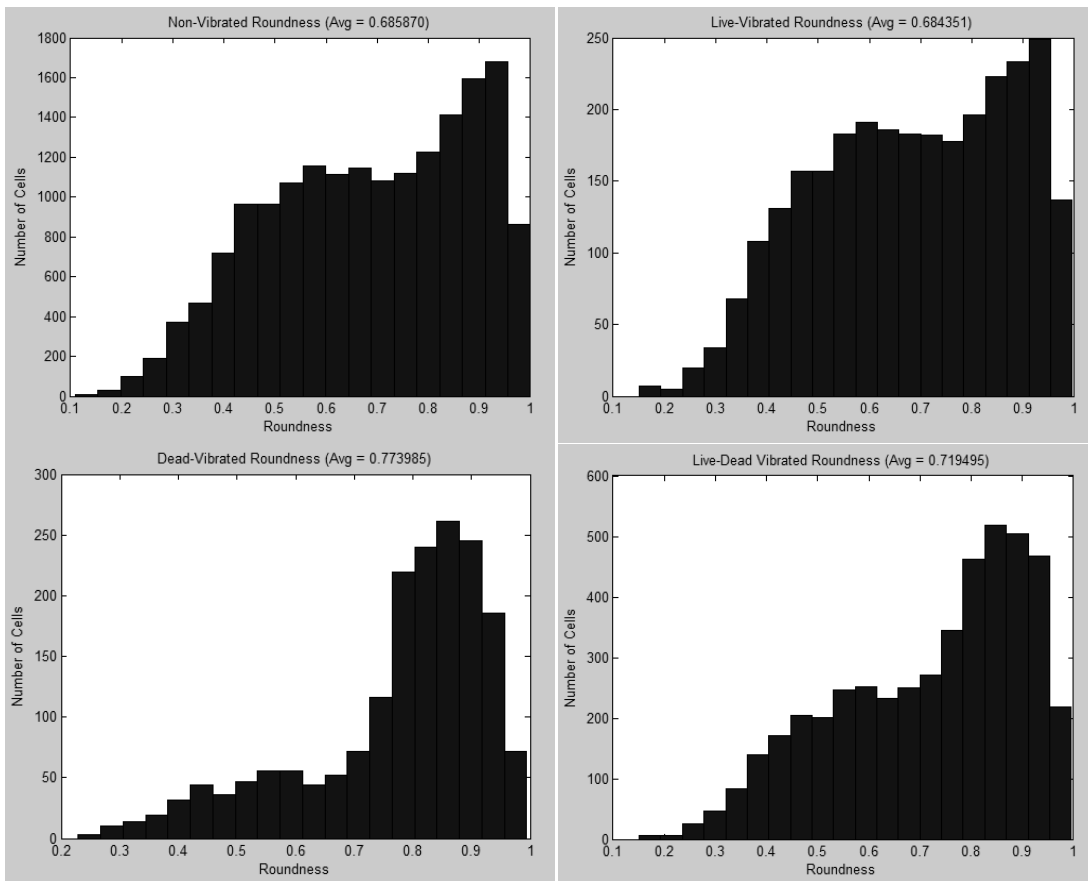 Non-Vibrated Roundness (Avg = 0.685870)
1800
1600
1400
1200
1000
800
600
400
200
0
Number of Cells
0.1 0.2 0.3 0.4 0.5 0.6 0.7 0.8 0.9 1
Roundness
Live-Vibrated Roundness (Avg = 0.684351)
250
200
150
100
50
0
Number of Cells
0.1 0.2 0.3 0.4 0.5 0.6 0.7 0.8 0.9 1
Roundness
Dead-Vibrated Roundness (Avg = 0.773985)
300
250
200
150
100
50
0
Number of Cells
0.2 0.3 0.4 0.5 0.6 0.7 0.8 0.9 1
Roundness
Live-Dead Vibrated Roundness (Avg = 0.719495)
600
500
400
300
200
100
0
Number of Cells
0.1 0.2 0.3 0.4 0.5 0.6 0.7 0.8 0.9 1
Roundness